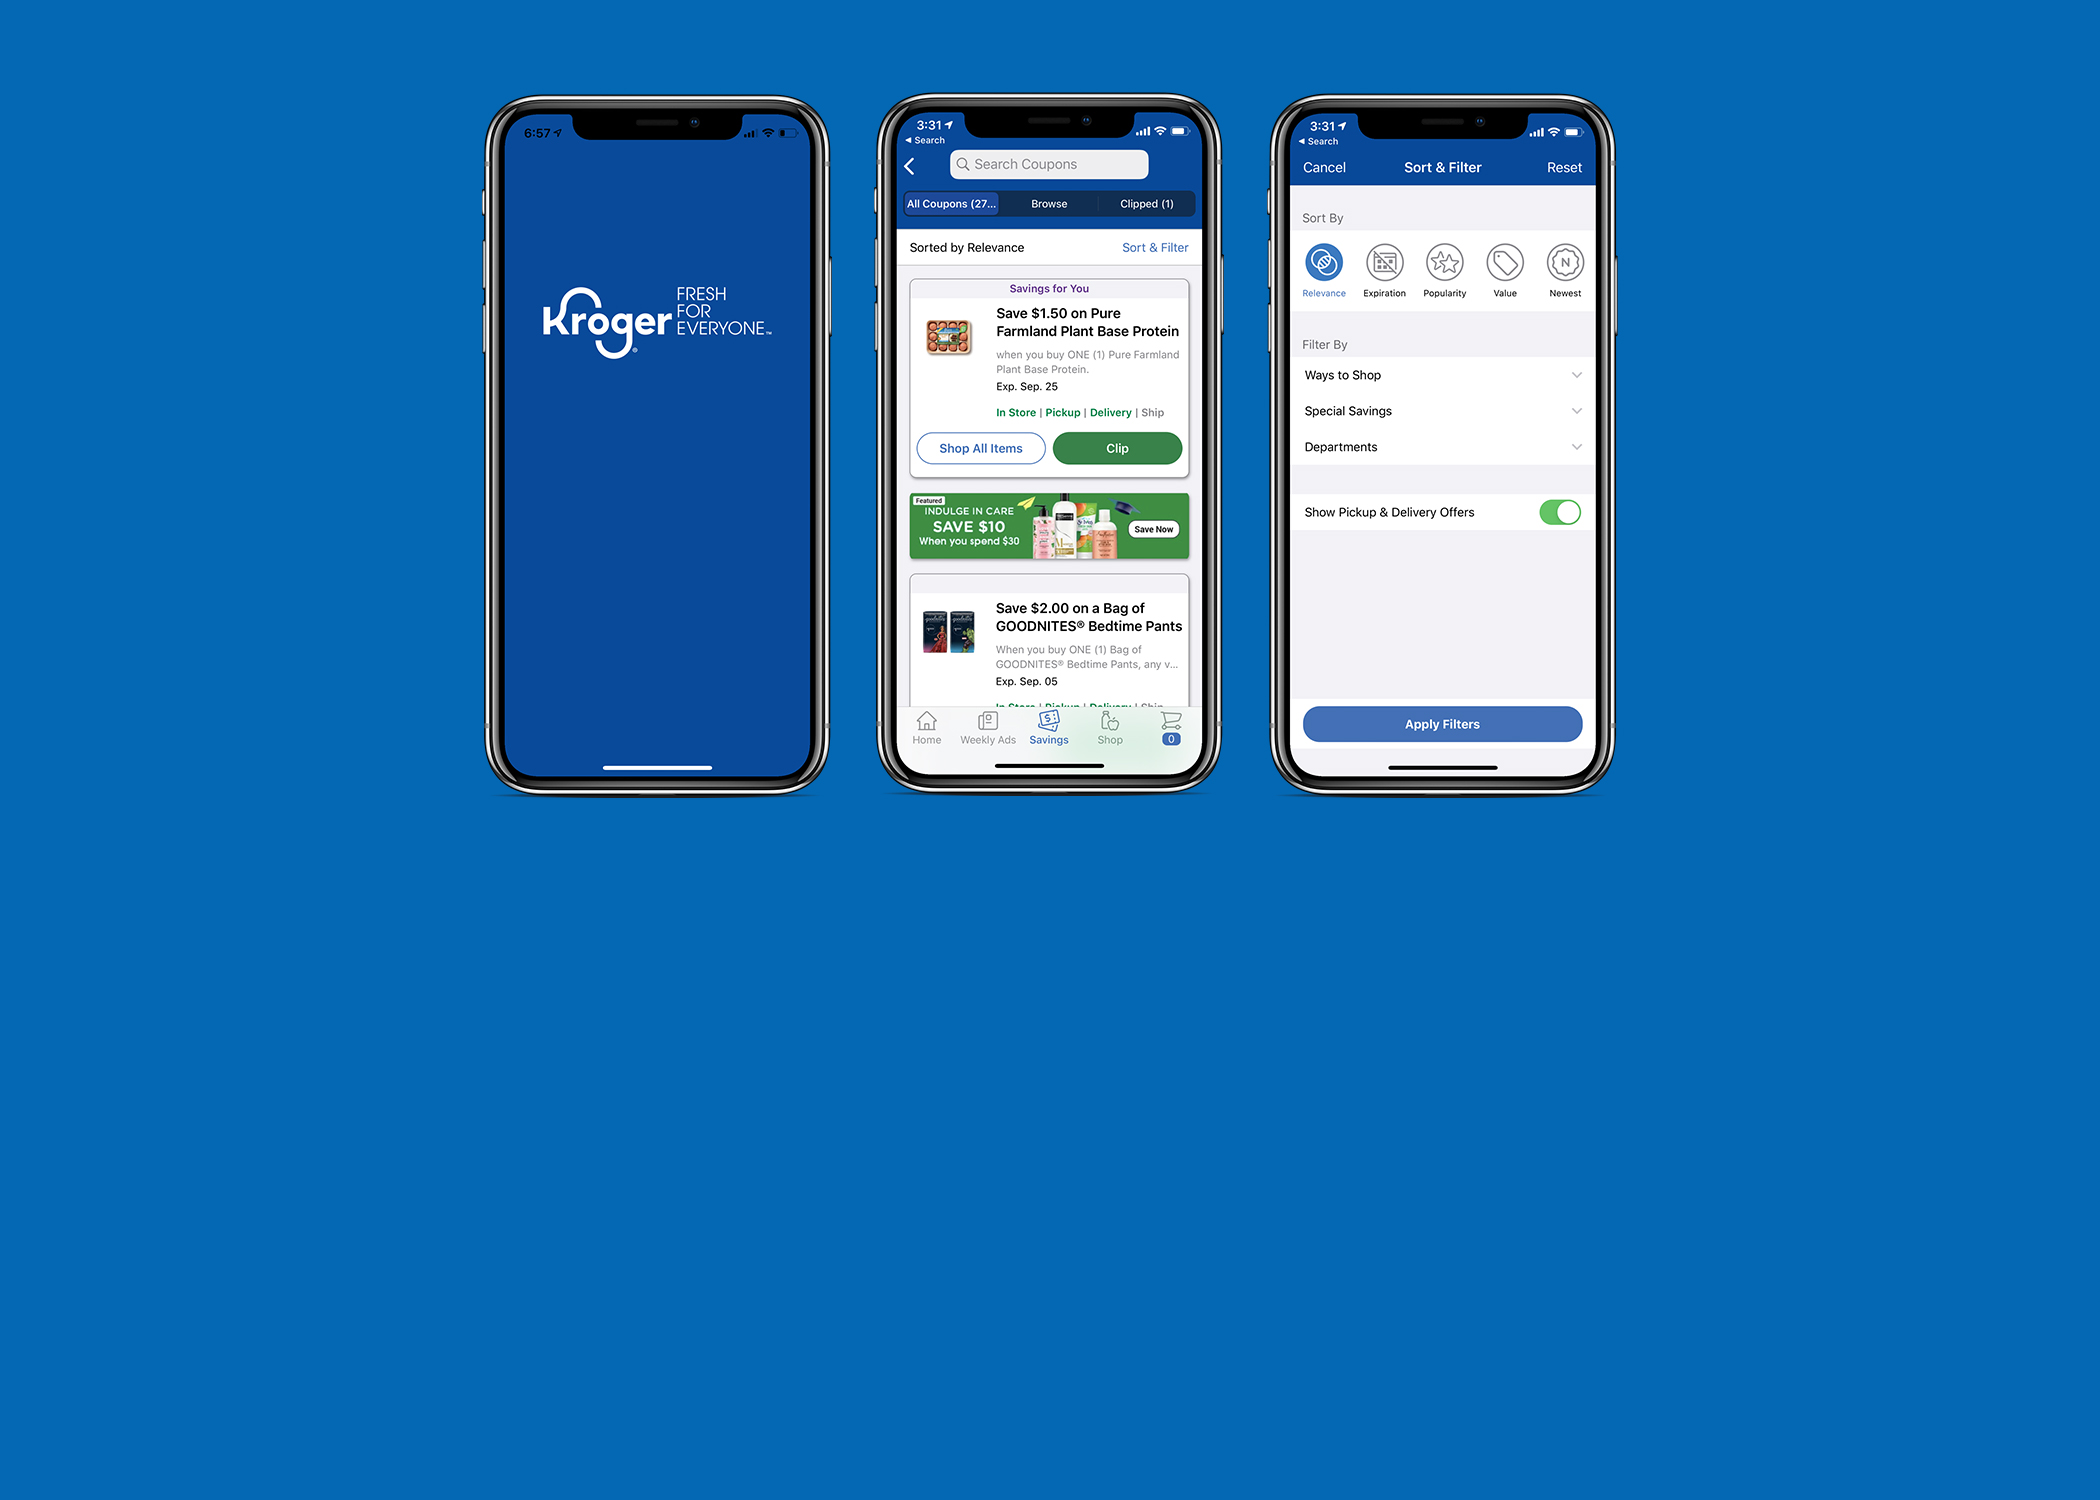 6:57
Kroger
FRESH
FOR
EVERYONE™
3:31
Search
Search Coupons
All Coupons (27...
Browse
Clipped (1)
Sorted by Relevance
Sort & Filter
Savings for You
Save $1.50 on Pure
Farmland Plant Base Protein
when you buy ONE (1) Pure Farmland
Plant Base Protein.
Exp. Sep. 25
In Store | Pickup | Delivery | Ship
Shop All Items
Clip
Featured
INDULGE IN CARE
SAVE $10
When you spend $30
Save Now
Save $2.00 on a Bag of
GOODNITES® Bedtime Pants
When you buy ONE (1) Bag of
GOODNITES® Bedtime Pants, any v...
Exp. Sep. 05
In Store | Pickup | Delivery | Ship
Home
Weekly Ads
Savings
Shop
0
3:31
Search
Cancel
Sort & Filter
Reset
Sort By
Relevance
Expiration
Popularity
Value
Newest
Filter By
Ways to Shop
Special Savings
Departments
Show Pickup & Delivery Offers
Apply Filters